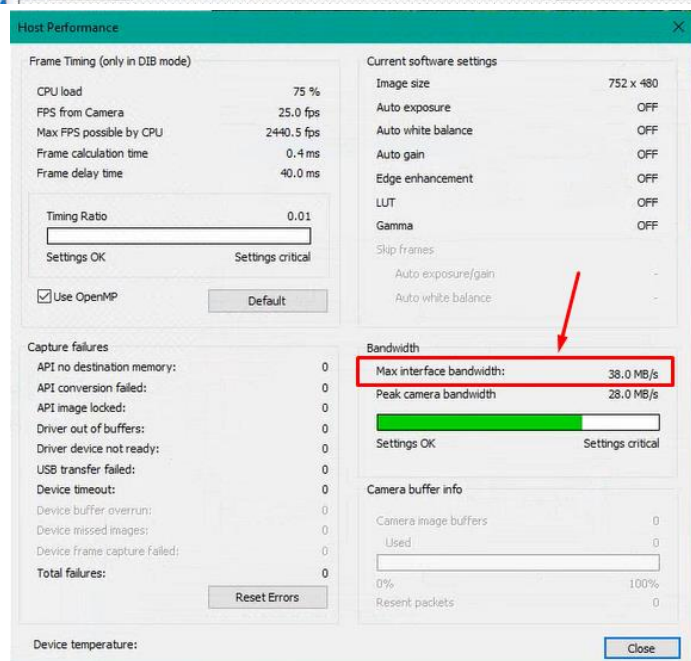 Host Performance
Frame Timing (only in DIB mode)
CPU load 75 %
FPS from Camera 25.0 fps
Max FPS possible by CPU 2440.5 fps
Frame calculation time 0.4 ms
Frame delay time 40.0 ms
Timing Ratio 0.01
Settings OK Settings critical
Use OpenMP Default
Current software settings
Image size 752 x 480
Auto exposure OFF
Auto white balance OFF
Auto gain OFF
Edge enhancement OFF
LUT OFF
Gamma OFF
Skip frames
Auto exposure/gain -
Auto white balance -
Capture failures
API no destination memory: 0
API conversion failed: 0
API image locked: 0
Driver out of buffers: 0
Driver device not ready: 0
USB transfer failed: 0
Device timeout: 0
Device buffer overrun: 0
Device missed images: 0
Device frame capture failed: 0
Total failures: 0
Reset Errors
Bandwidth
Max interface bandwidth: 38.0 MB/s
Peak camera bandwidth 28.0 MB/s
Settings OK Settings critical
Camera buffer info
Camera image buffers 0
Used 0
0% 100%
Resent packets 0
Device temperature:
Close